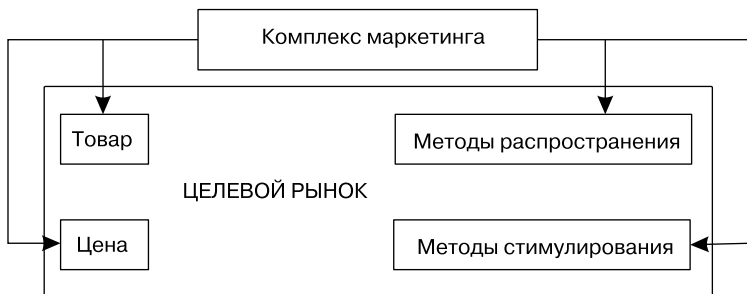 Комплекс маркетинга
Товар
Методы распространения
ЦЕЛЕВОЙ РЫНОК
Цена
Методы стимулирования